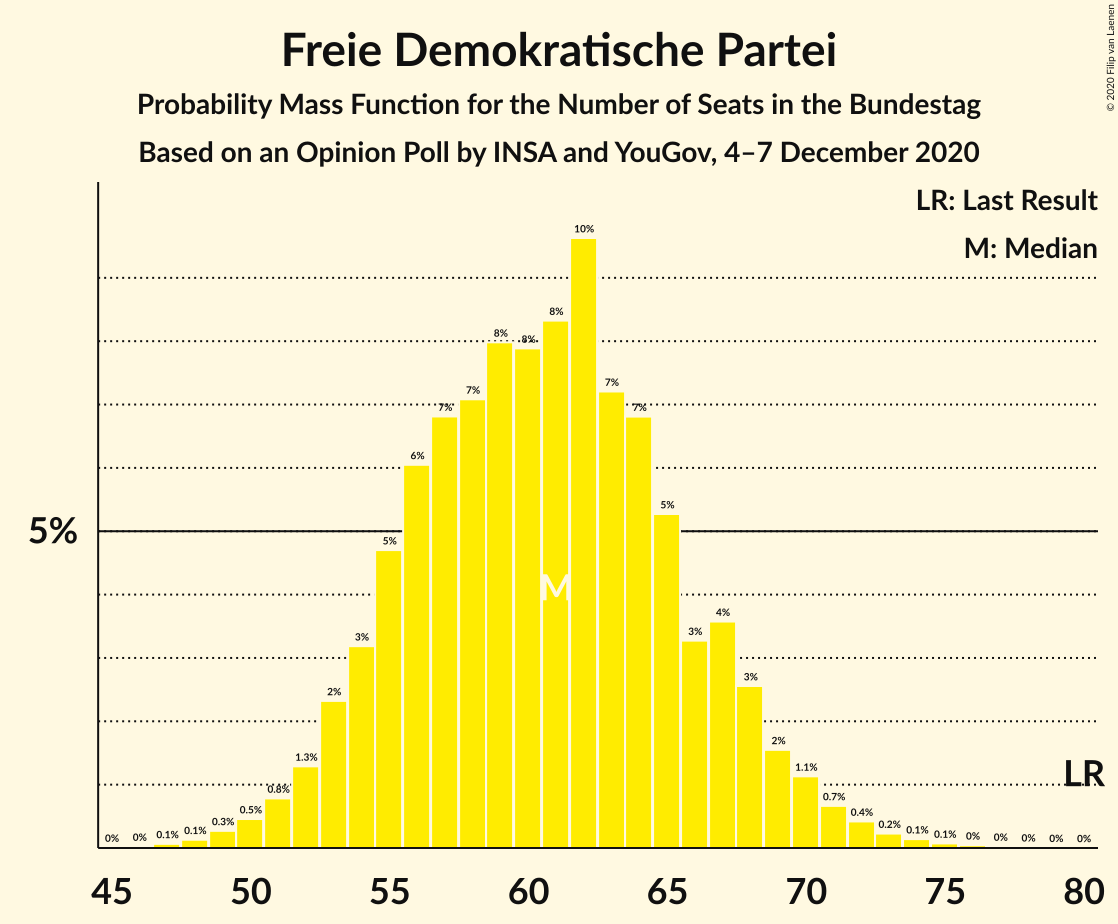 © 2020 Filip van Laenen
Freie Demokratische Partei
Probability Mass Function for the Number of Seats in the Bundestag
Based on an Opinion Poll by INSA and YouGov, 4–7 December 2020
LR: Last Result
M: Median
5%
0% 0% 0.1% 0.1% 0.3% 0.5% 0.8% 1.3% 2% 3% 5% 6% 7% 7% 8% 8% 8% 10% 7% 7% 5% 3% 4% 3% 2% 1.1% 0.7% 0.4% 0.2% 0.1% 0.1% 0% 0% 0% 0% 0%
M
LR
45 50 55 60 65 70 75 80